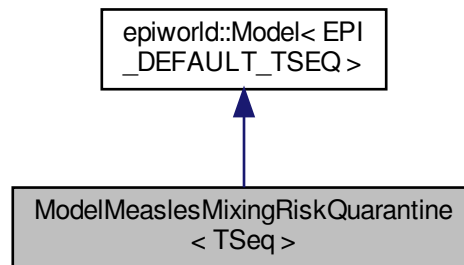 epiworld::Model< EPI
_DEFAULT_TSEQ >
ModelMeaslesMixingRiskQuarantine
< TSeq >